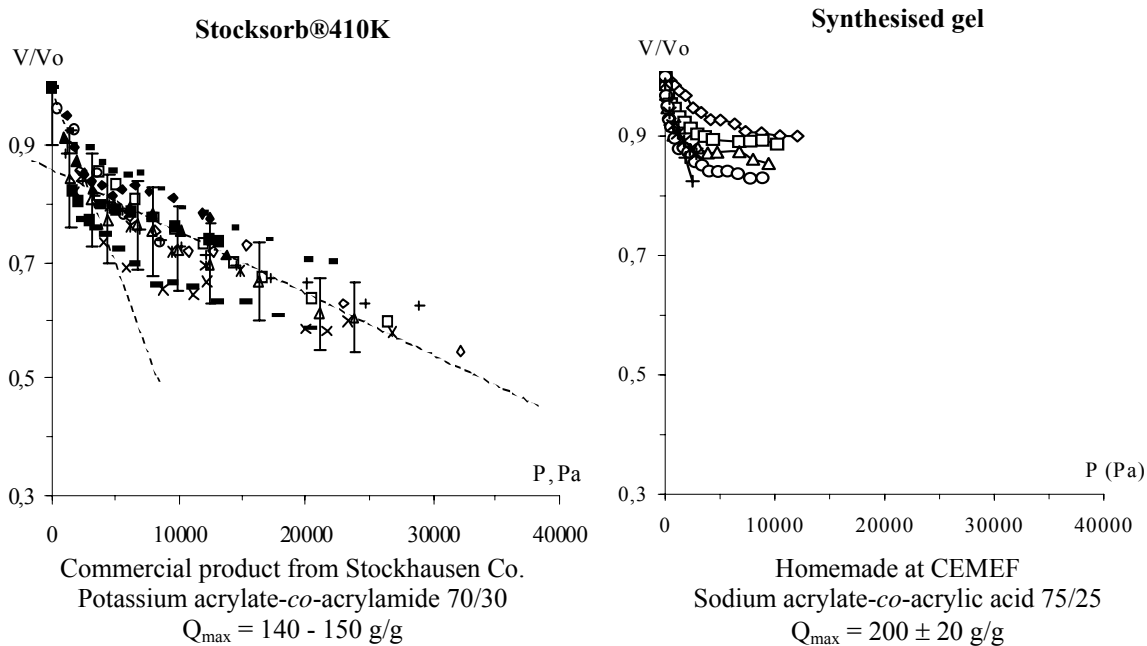 Stocksorb®410K
V/Vo
0,9
0,7
0,5
0,3
P, Pa
0 10000 20000 30000 40000
Commercial product from Stockhausen Co.
Potassium acrylate-co-acrylamide 70/30
Qmax = 140 - 150 g/g
Synthesised gel
V/Vo
0,9
0,7
0,5
0,3
P (Pa)
0 10000 20000 30000 40000
Homemade at CEMEF
Sodium acrylate-co-acrylic acid 75/25
Qmax = 200 ± 20 g/g